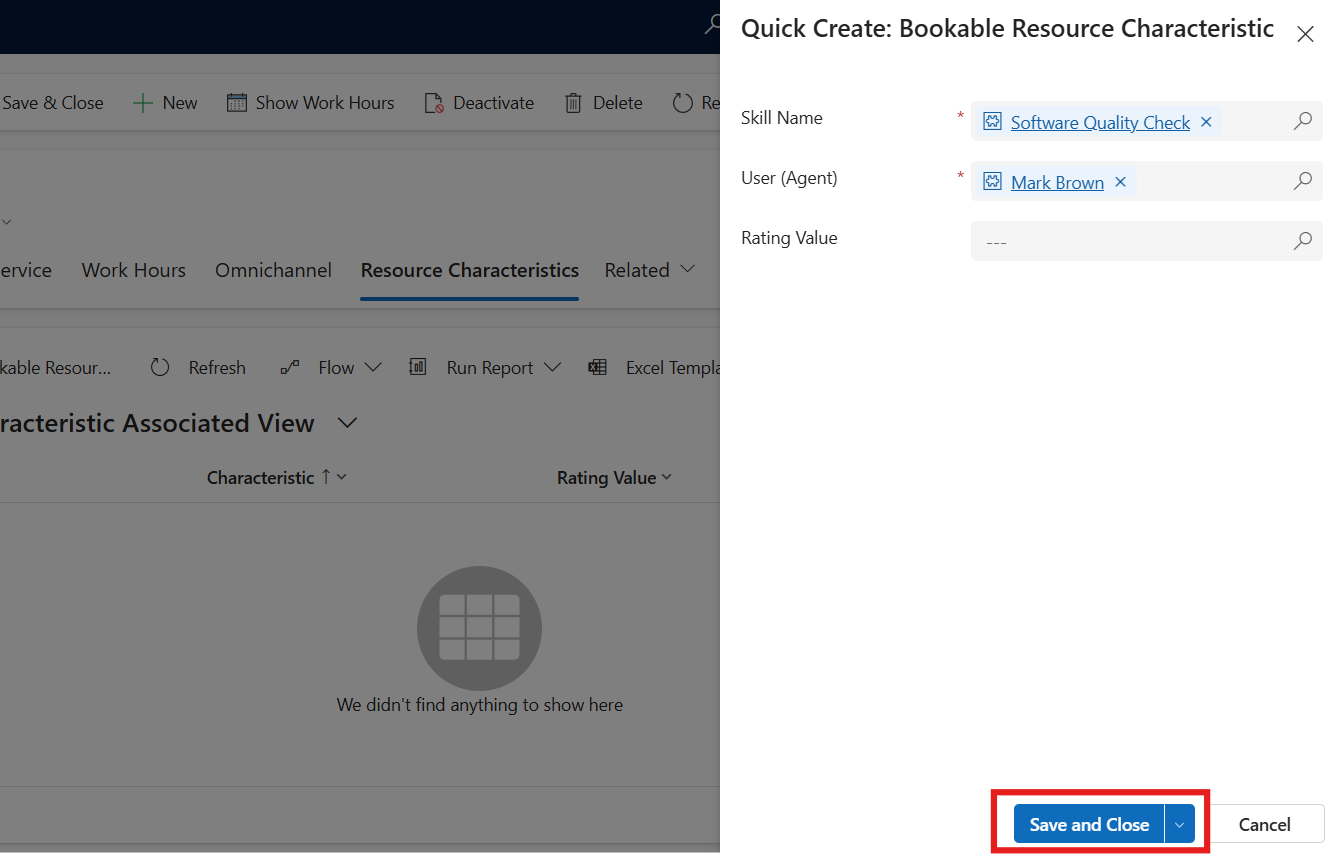 Quick Create: Bookable Resource Characteristic
Save & Close New Show Work Hours Deactivate Delete Re
Skill Name * Software Quality Check
User (Agent) * Mark Brown
Rating Value ---
ervice Work Hours Omnichannel Resource Characteristics Related
kable Resour... Refresh Flow Run Report Excel Templa
racteristic Associated View
Characteristic ↑ Rating Value
We didn't find anything to show here
Save and Close Cancel